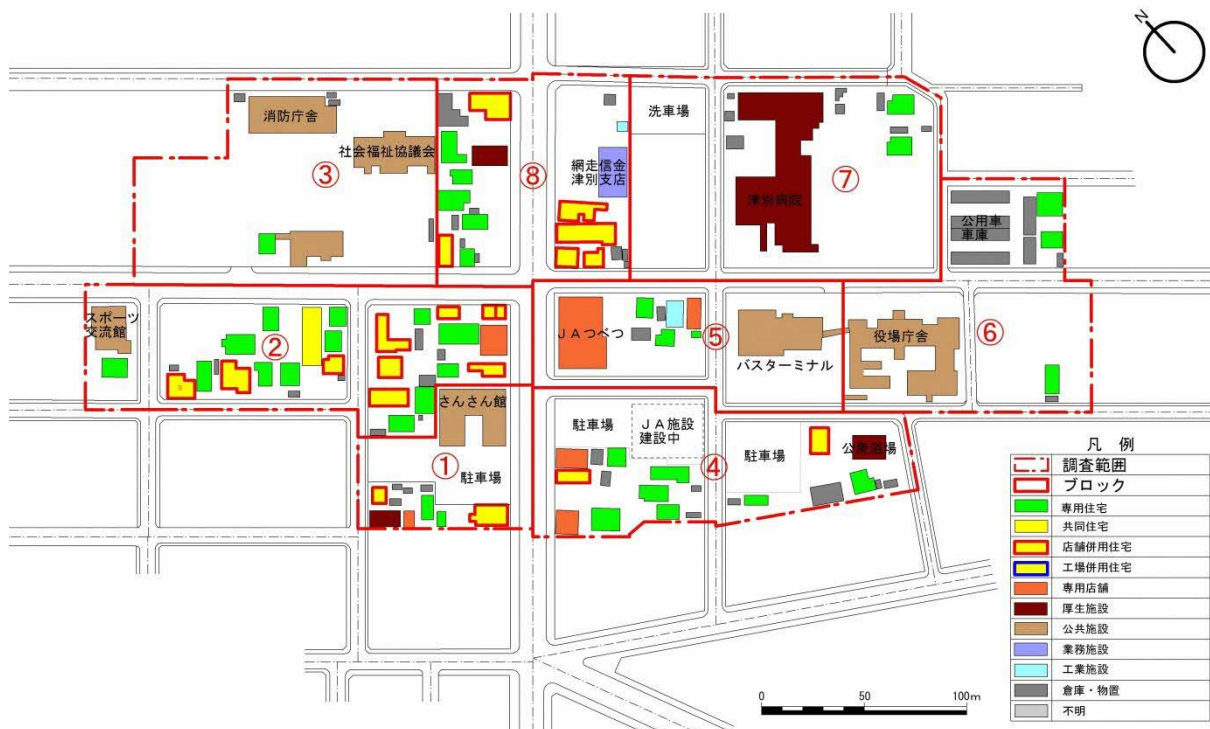 N
消防庁舎
社会福祉協議会
③
⑧
網走信金
津別支店
洗車場
津別病院
⑦
公用車
車庫
スポーツ
交流館
②
JAつべつ
⑤
バスターミナル
役場庁舎
⑥
さんさん館
①
駐車場
駐車場
JA施設
建設中
④
駐車場
公衆浴場
凡例
調査範囲
ブロック
専用住宅
共同住宅
店舗併用住宅
工場併用住宅
専用店舗
厚生施設
公共施設
業務施設
工業施設
倉庫・物置
不明
0 50 100m